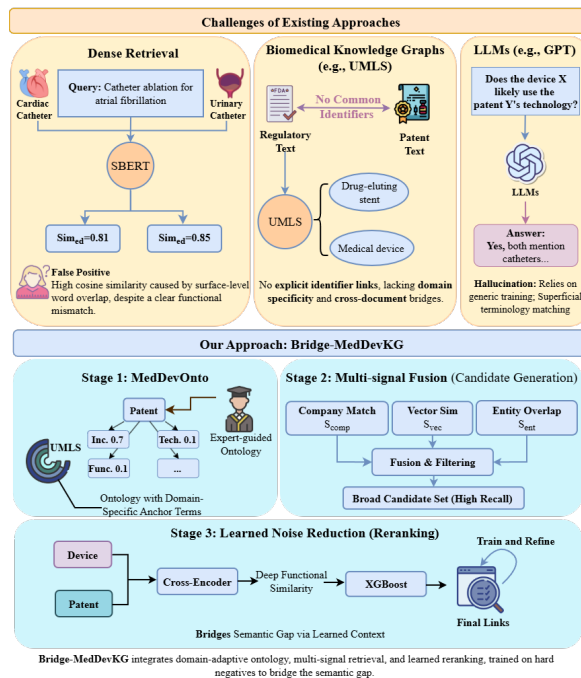 Challenges of Existing Approaches
Dense Retrieval
Cardiac
Catheter
Query: Catheter ablation for
atrial fibrillation
Urinary
Catheter
SBERT
Sim_ed=0.81
Sim_ed=0.85
False Positive
High cosine similarity caused by surface-level
word overlap, despite a clear functional
mismatch.
Biomedical Knowledge Graphs
(e.g., UMLS)
FDA
No Common
Identifiers
Regulatory
Text
Patent
Text
UMLS
Drug-eluting
stent
Medical device
No explicit identifier links, lacking domain
specificity and cross-document bridges.
LLMs (e.g., GPT)
Does the device X
likely use the
patent Y's technology?
LLMs
Answer:
Yes, both mention
catheters...
Hallucination: Relies on
generic training; Superficial
terminology matching
Our Approach: Bridge-MedDevKG
Stage 1: MedDevOnto
Patent
Inc. 0.7
Tech. 0.1
Func. 0.1
...
UMLS
Expert-guided
Ontology
Ontology with Domain-
Specific Anchor Terms
Stage 2: Multi-signal Fusion (Candidate Generation)
Company Match
S_comp
Vector Sim
S_vec
Entity Overlap
S_ent
Fusion & Filtering
Broad Candidate Set (High Recall)
Stage 3: Learned Noise Reduction (Reranking)
Device
Patent
Cross-Encoder
Deep Functional
Similarity
XGBoost
Train and Refine
Final Links
Bridges Semantic Gap via Learned Context
Bridge-MedDevKG integrates domain-adaptive ontology, multi-signal retrieval, and learned reranking, trained on hard
negatives to bridge the semantic gap.